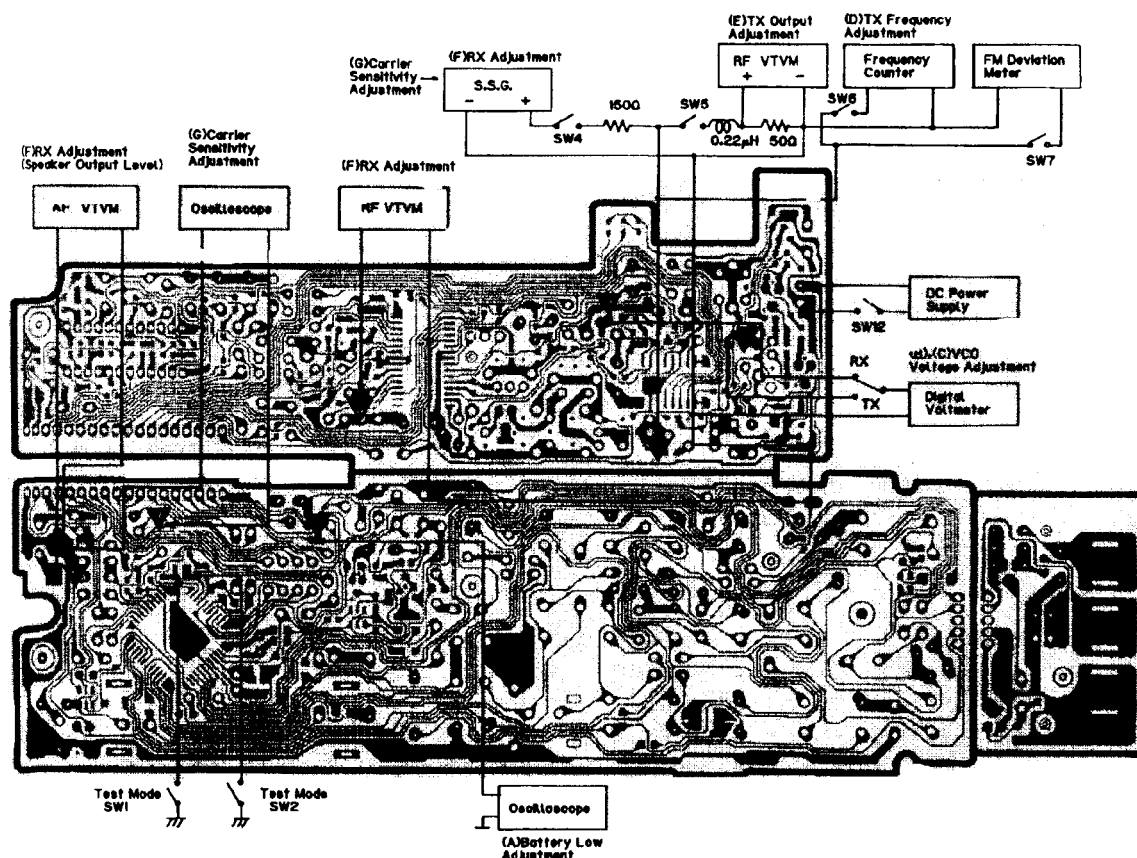 (E)TX Output
Adjustment
(D)TX Frequency
Adjustment
(G)Carrier
Sensitivity
Adjustment
(F)RX Adjustment
S.S.G.
- +
RF VTVM
+ -
Frequency
Counter
FM Deviation
Meter
SW4
150Ω
SW5
0.22μH
50Ω
SW6
SW7
(F)RX Adjustment
(Speaker Output Level)
(G)Carrier
Sensitivity
Adjustment
(F)RX Adjustment
VTVM
Oscilloscope
RF VTVM
DC Power
Supply
SW12
RX
(C)VCO
Voltage Adjustment
TX
Digital
Voltmeter
Test Mode
SW1
Test Mode
SW2
Oscilloscope
(A)Battery Low
Adjustment